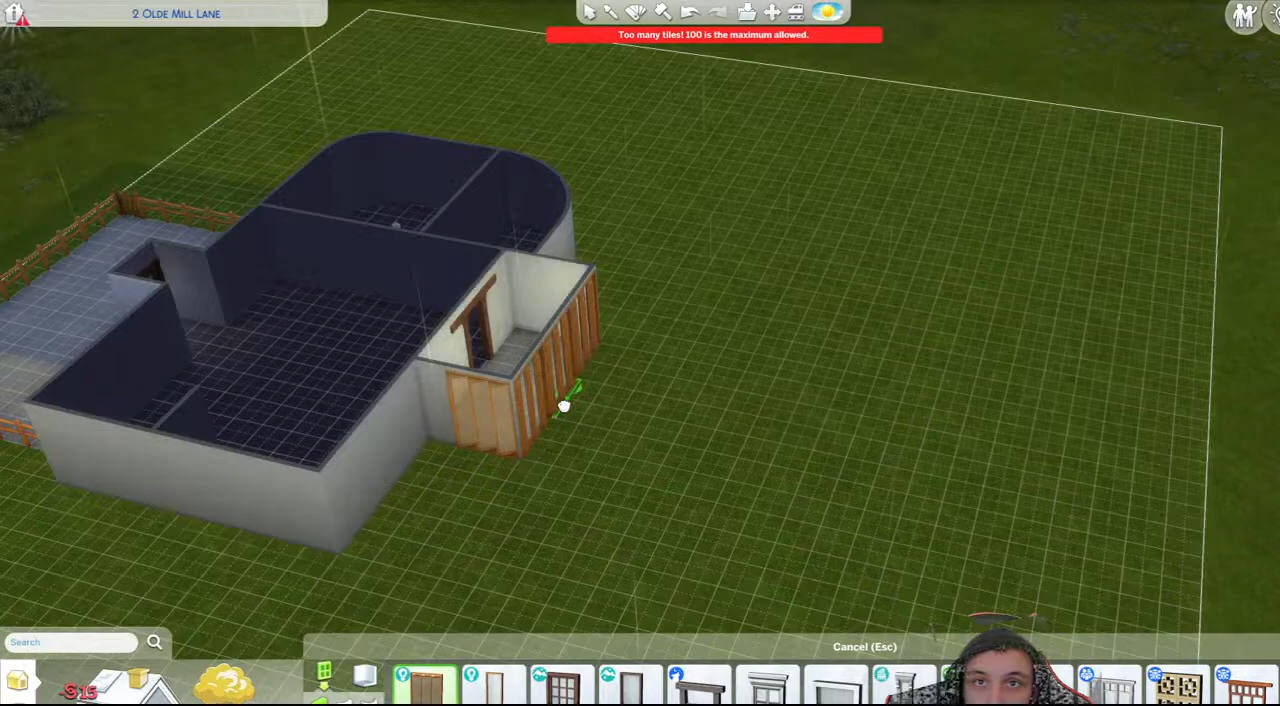 2 OLDE MILL LANE
Too many tiles! 100 is the maximum allowed.
Cancel (Esc)
Search
-§15